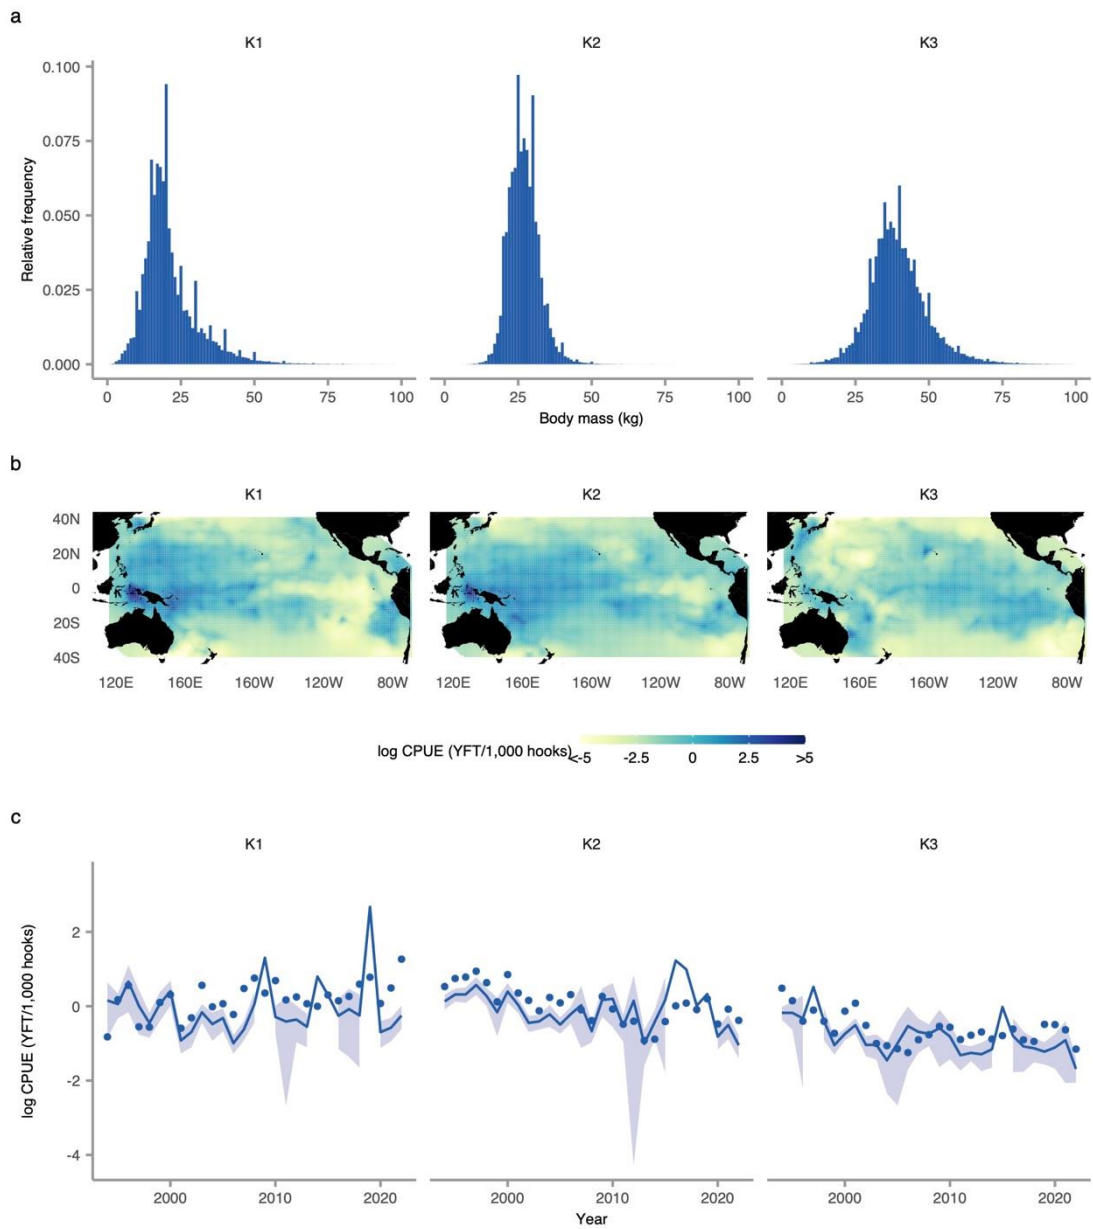 a
K1 K2 K3
0.100
0.075
0.050
0.025
0.000
Relative frequency
0 25 50 75 100 0 25 50 75 100 0 25 50 75 100
Body mass (kg)
b
K1 K2 K3
40N
20N
0
20S
40S
120E 160E 160W 120W 80W 120E 160E 160W 120W 80W 120E 160E 160W 120W 80W
log CPUE (YFT/1,000 hooks)
<-5 -2.5 0 2.5 >5
c
K1 K2 K3
2
0
-2
-4
log CPUE (YFT/1,000 hooks)
2000 2010 2020 2000 2010 2020 2000 2010 2020
Year